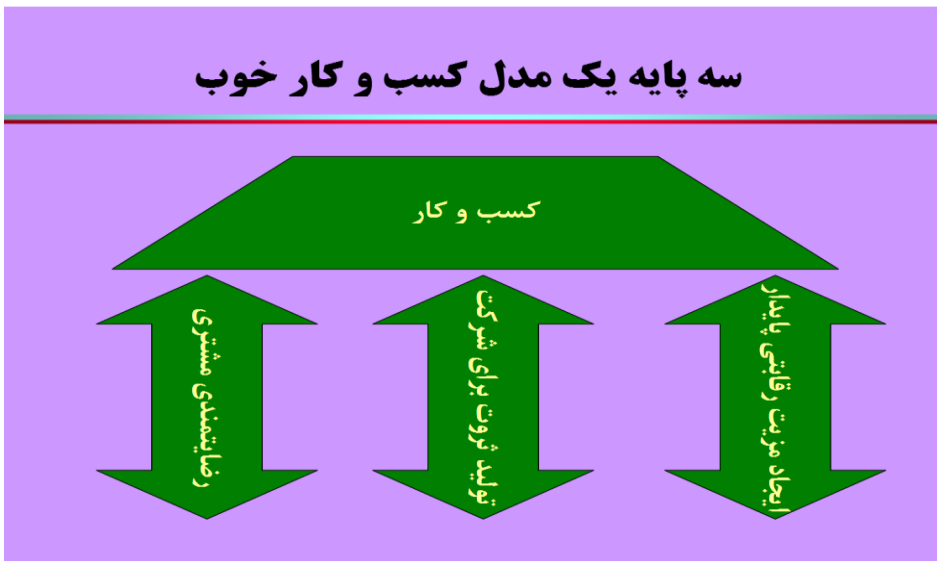 سه پایه یک مدل کسب و کار خوب
کسب و کار
ایجاد مزیت رقابتی پایدار
تولید ثروت برای شرکت
رضایتمندی مشتری